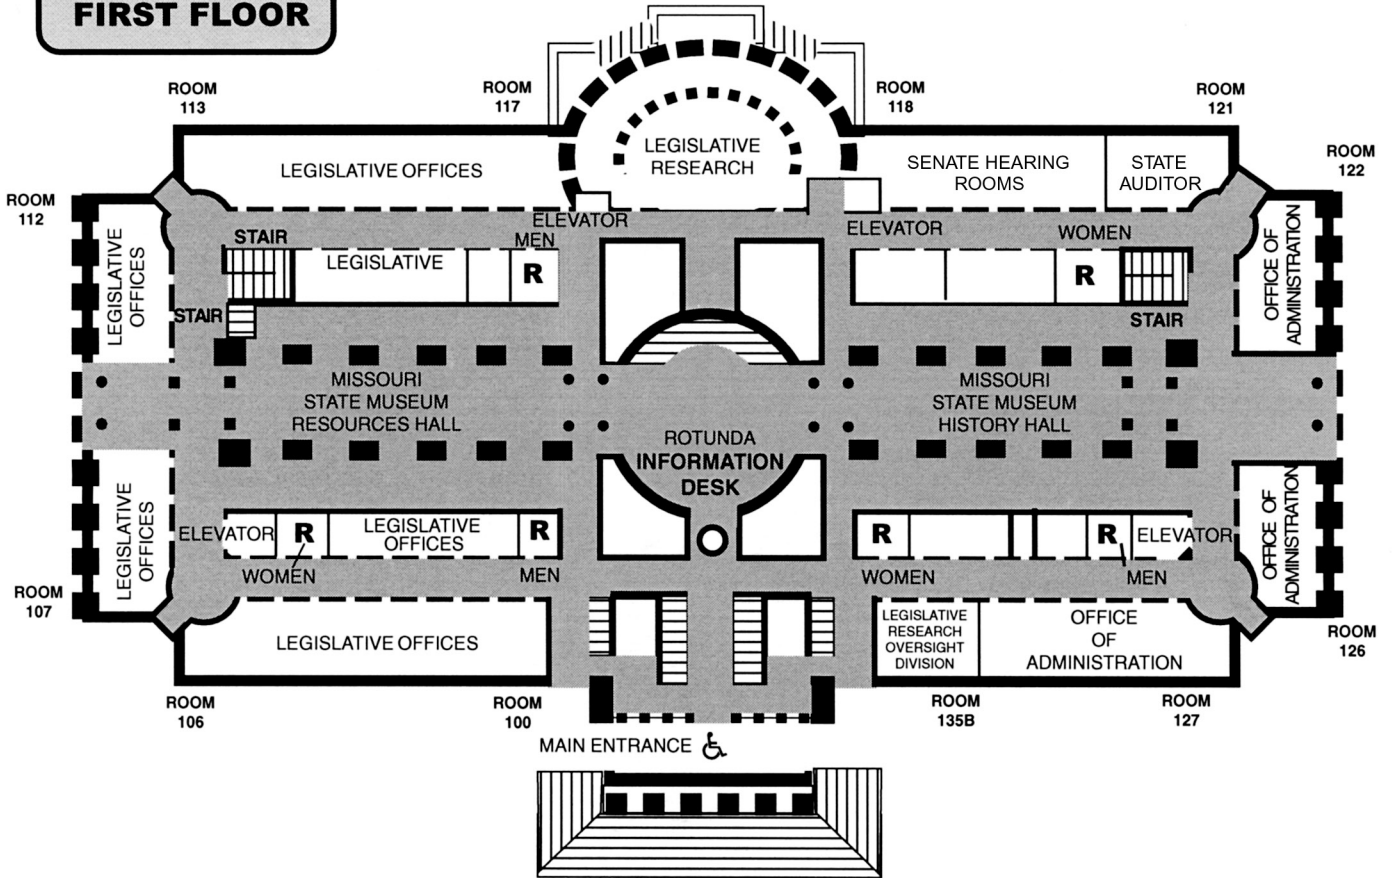 FIRST FLOOR
ROOM
113
ROOM
117
ROOM
118
ROOM
121
ROOM
122
ROOM
112
LEGISLATIVE OFFICES
LEGISLATIVE
RESEARCH
SENATE HEARING
ROOMS
STATE
AUDITOR
LEGISLATIVE
OFFICES
STAIR
ELEVATOR
MEN
ELEVATOR
WOMEN
OFFICE OF
ADMINISTRATION
LEGISLATIVE
R
R
STAIR
STAIR
MISSOURI
STATE MUSEUM
RESOURCES HALL
MISSOURI
STATE MUSEUM
HISTORY HALL
ROTUNDA
INFORMATION
DESK
LEGISLATIVE
OFFICES
ELEVATOR
R
LEGISLATIVE
OFFICES
R
R
R
ELEVATOR
OFFICE OF
ADMINISTRATION
WOMEN
MEN
WOMEN
MEN
ROOM
107
LEGISLATIVE OFFICES
LEGISLATIVE
RESEARCH
OVERSIGHT
DIVISION
OFFICE
OF
ADMINISTRATION
ROOM
126
ROOM
106
ROOM
100
ROOM
135B
ROOM
127
MAIN ENTRANCE